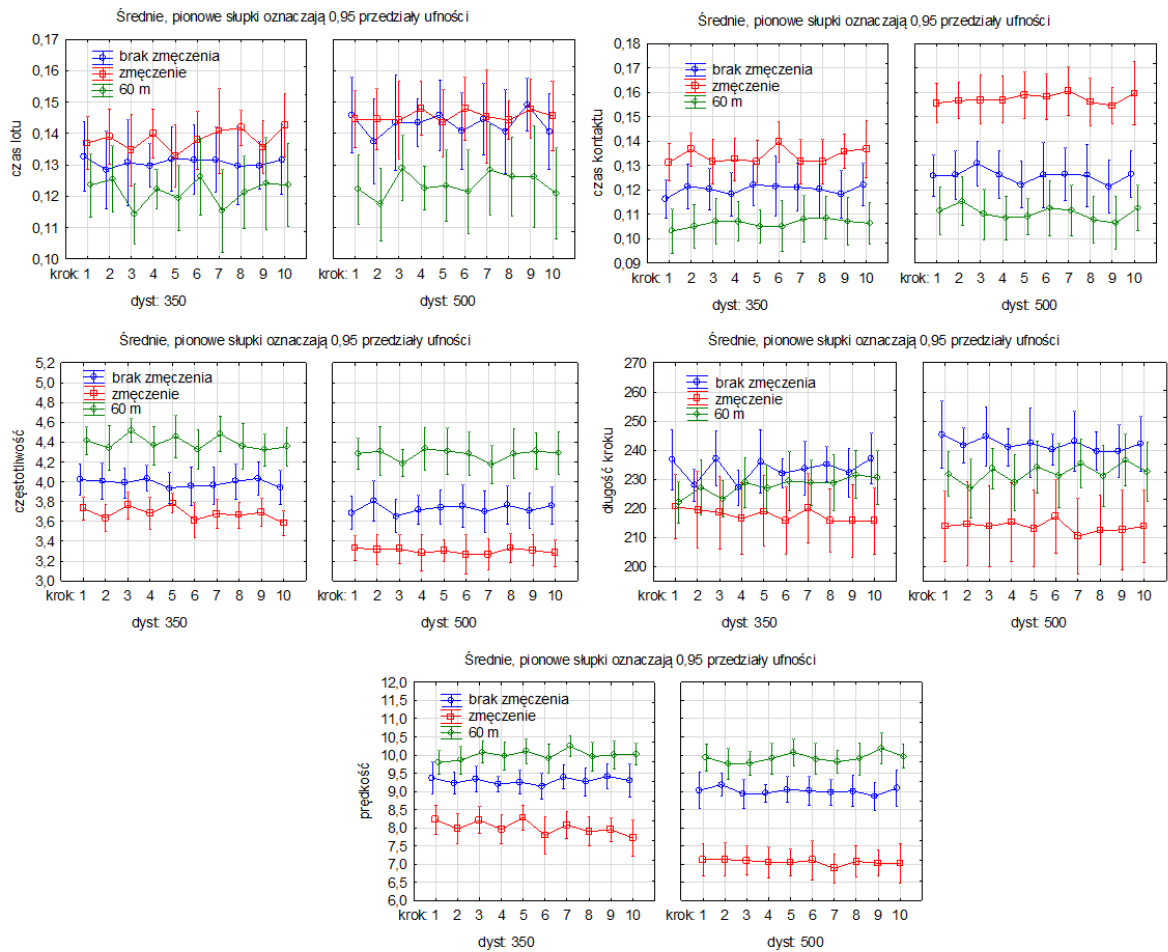 Średnie, pionowe słupki oznaczają 0,95 przedziały ufności
czas lotu
0,17
0,16
0,15
0,14
0,13
0,12
0,11
0,10
brak zmęczenia
zmęczenie
60 m
krok: 1 2 3 4 5 6 7 8 9 10
dyst: 350
krok: 1 2 3 4 5 6 7 8 9 10
dyst: 500
Średnie, pionowe słupki oznaczają 0,95 przedziały ufności
czas kontaktu
0,18
0,17
0,16
0,15
0,14
0,13
0,12
0,11
0,10
0,09
brak zmęczenia
zmęczenie
60 m
krok: 1 2 3 4 5 6 7 8 9 10
dyst: 350
krok: 1 2 3 4 5 6 7 8 9 10
dyst: 500
Średnie, pionowe słupki oznaczają 0,95 przedziały ufności
częstotliwość
5,2
5,0
4,8
4,6
4,4
4,2
4,0
3,8
3,6
3,4
3,2
3,0
brak zmęczenia
zmęczenie
60 m
krok: 1 2 3 4 5 6 7 8 9 10
dyst: 350
krok: 1 2 3 4 5 6 7 8 9 10
dyst: 500
Średnie, pionowe słupki oznaczają 0,95 przedziały ufności
długość kroku
270
260
250
240
230
220
210
200
brak zmęczenia
zmęczenie
60 m
krok: 1 2 3 4 5 6 7 8 9 10
dyst: 350
krok: 1 2 3 4 5 6 7 8 9 10
dyst: 500
Średnie, pionowe słupki oznaczają 0,95 przedziały ufności
prędkość
12,0
11,5
11,0
10,5
10,0
9,5
9,0
8,5
8,0
7,5
7,0
6,5
6,0
brak zmęczenia
zmęczenie
60 m
krok: 1 2 3 4 5 6 7 8 9 10
dyst: 350
krok: 1 2 3 4 5 6 7 8 9 10
dyst: 500